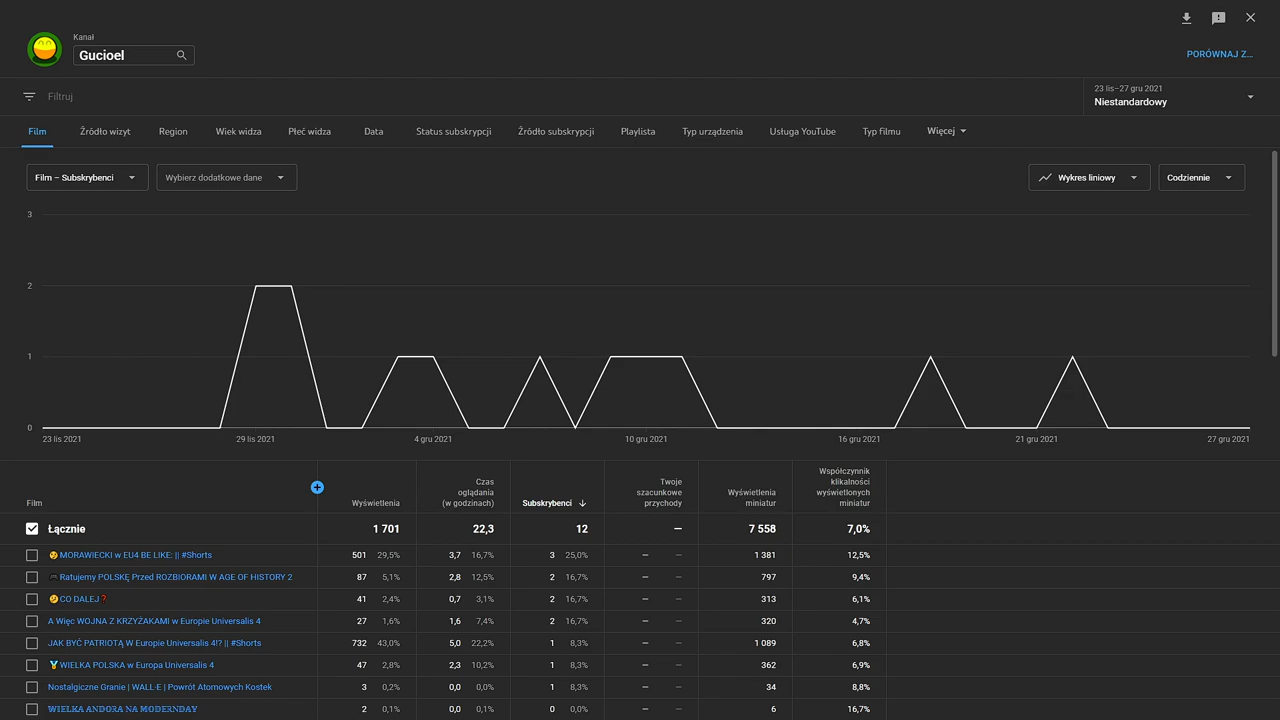 Kanał
Gucioel
PORÓWNAJ Z...
Filtruj
23 lis–27 gru 2021
Niestandardowy
Film Źródło wizyt Region Wiek widza Płeć widza Data Status subskrypcji Źródło subskrypcji Playlista Typ urządzenia Usługa YouTube Typ filmu Więcej
Film – Subskrybenci Wybierz dodatkowe dane Wykres liniowy Codziennie
3
2
1
0
23 lis 2021 29 lis 2021 4 gru 2021 10 gru 2021 16 gru 2021 21 gru 2021 27 gru 2021
Film Wyświetlenia Czas oglądania (w godzinach) Subskrybenci Twoje szacunkowe przychody Wyświetlenia miniatur Współczynnik klikalności wyświetlonych miniatur
Łącznie 1 701 22,3 12 — 7 558 7,0%
MORAWIECKI w EU4 BE LIKE: || #Shorts 501 29,5% 3,7 16,7% 3 25,0% — — 1 381 12,5%
Ratujemy POLSKĘ Przed ROZBIORAMI W AGE OF HISTORY 2 87 5,1% 2,8 12,5% 2 16,7% — — 797 9,4%
CO DALEJ❓ 41 2,4% 0,7 3,1% 2 16,7% — — 313 6,1%
A Więc WOJNA Z KRZYŻAKAMI w Europie Universalis 4 27 1,6% 1,6 7,4% 2 16,7% — — 320 4,7%
JAK BYĆ PATRIOTĄ W Europie Universalis 4!? || #Shorts 732 43,0% 5,0 22,2% 1 8,3% — — 1 089 6,8%
WIELKA POLSKA w Europa Universalis 4 47 2,8% 2,3 10,2% 1 8,3% — — 362 6,9%
Nostalgiczne Granie | WALL-E | Powrót Atomowych Kostek 3 0,2% 0,0 0,0% 1 8,3% — — 34 8,8%
WIELKA ANDORA NA MODERNDAY 2 0,1% 0,0 0,1% 0 0,0% — — 6 16,7%